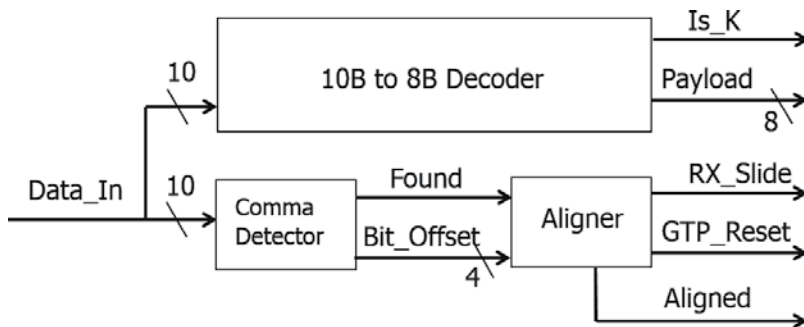 Is_K
10
10B to 8B Decoder
Payload
8
Data_In
10
Comma
Detector
Found
Bit_Offset
4
Aligner
RX_Slide
GTP_Reset
Aligned